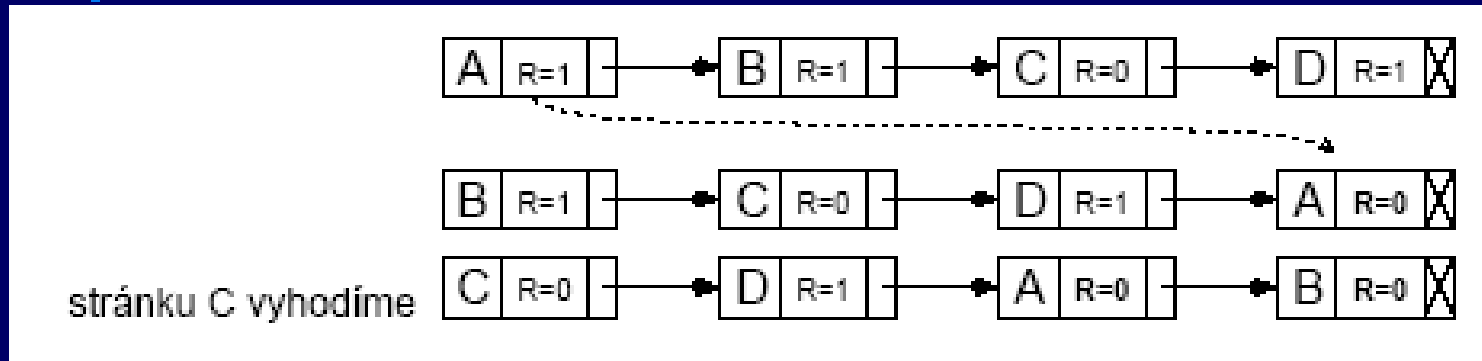 A R=1 B R=1 C R=0 D R=1
B R=1 C R=0 D R=1 A R=0
stránku C vyhodíme C R=0 D R=1 A R=0 B R=0